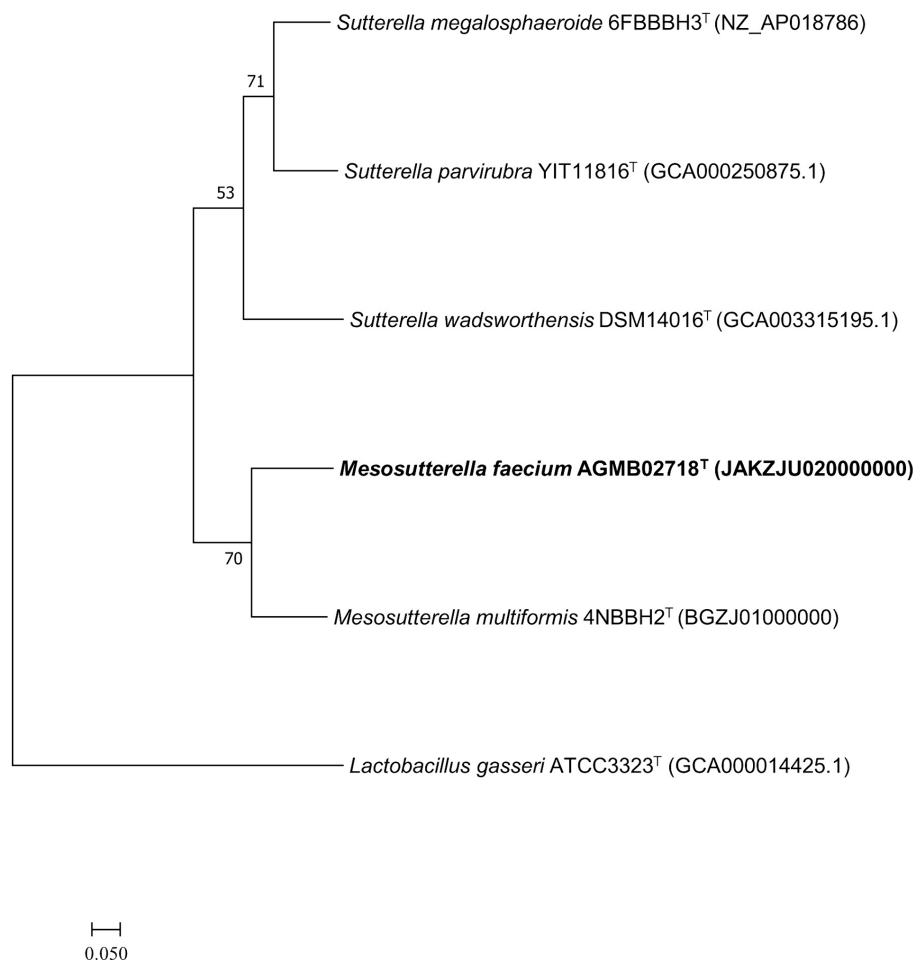 Sutterella megalosphaeroide 6FBBBH3ᵀ (NZ_AP018786)
71
Sutterella parvirubra YIT11816ᵀ (GCA000250875.1)
53
Sutterella wadsworthensis DSM14016ᵀ (GCA003315195.1)
Mesosutterella faecium AGMB02718ᵀ (JAKZJU020000000)
70
Mesosutterella multiformis 4NBBH2ᵀ (BGZJ01000000)
Lactobacillus gasseri ATCC3323ᵀ (GCA000014425.1)
0.050